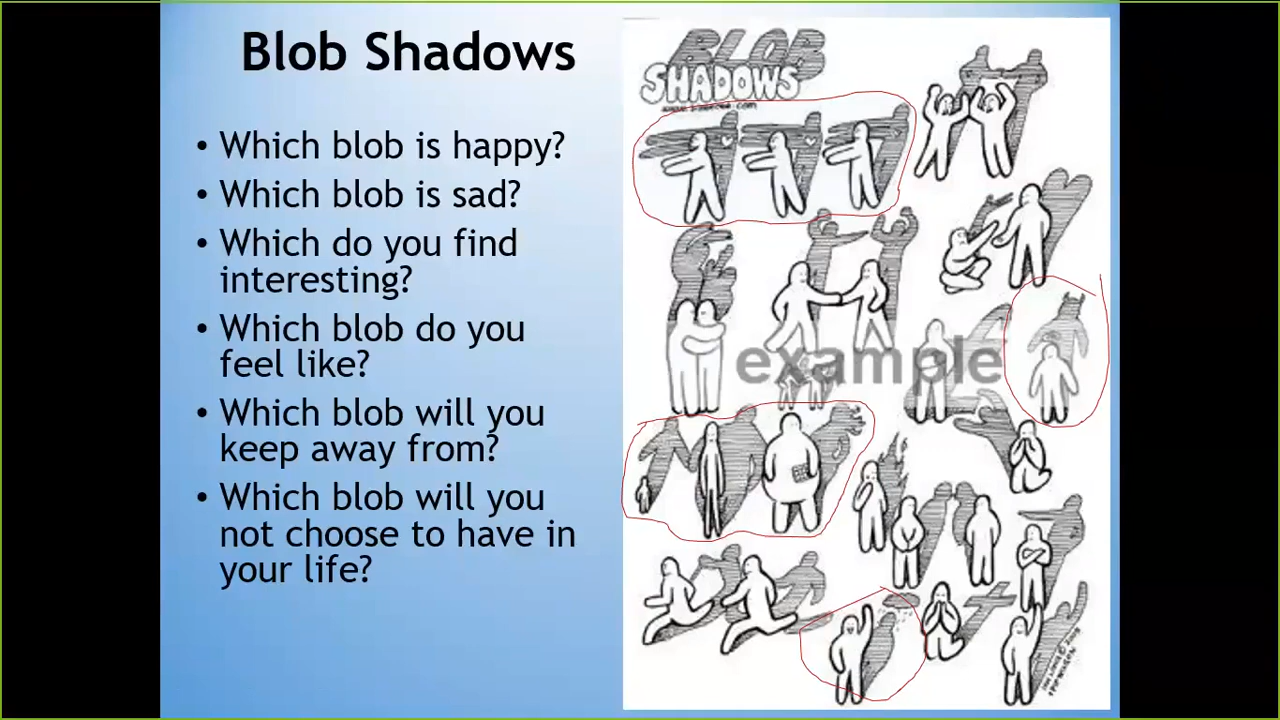 Blob Shadows
• Which blob is happy?
• Which blob is sad?
• Which do you find
interesting?
• Which blob do you
feel like?
• Which blob will you
keep away from?
• Which blob will you
not choose to have in
your life?
BLOB
SHADOWS
example